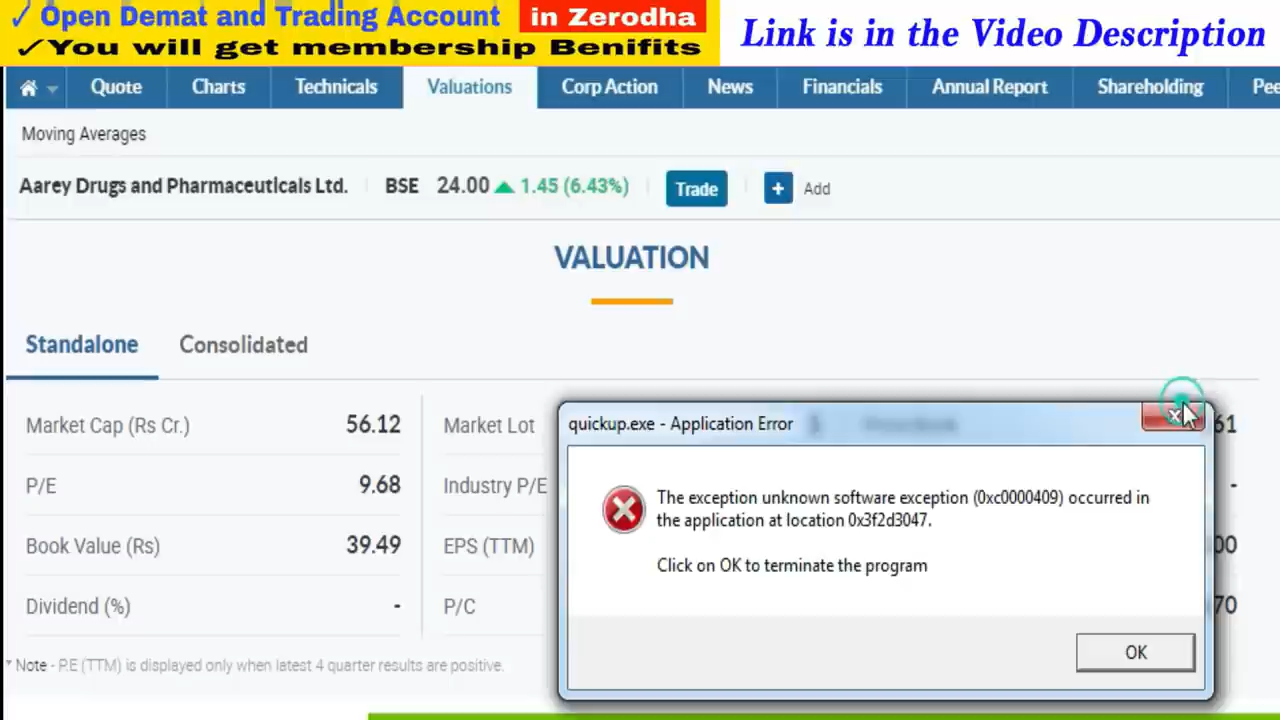 ✓ Open Demat and Trading Account in Zerodha
✓You will get membership Benifits
Link is in the Video Description
Quote Charts Technicals Valuations Corp Action News Financials Annual Report Shareholding Pee
Moving Averages
Aarey Drugs and Pharmaceuticals Ltd. BSE 24.00 1.45 (6.43%) Trade + Add
VALUATION
Standalone Consolidated
Market Cap (Rs Cr.) 56.12 Market Lot 61
P/E 9.68 Industry P/E -
Book Value (Rs) 39.49 EPS (TTM) 00
Dividend (%) - P/C 70
* Note - P.E (TTM) is displayed only when latest 4 quarter results are positive.
quickup.exe - Application Error
The exception unknown software exception (0xc0000409) occurred in
the application at location 0x3f2d3047.
Click on OK to terminate the program
OK